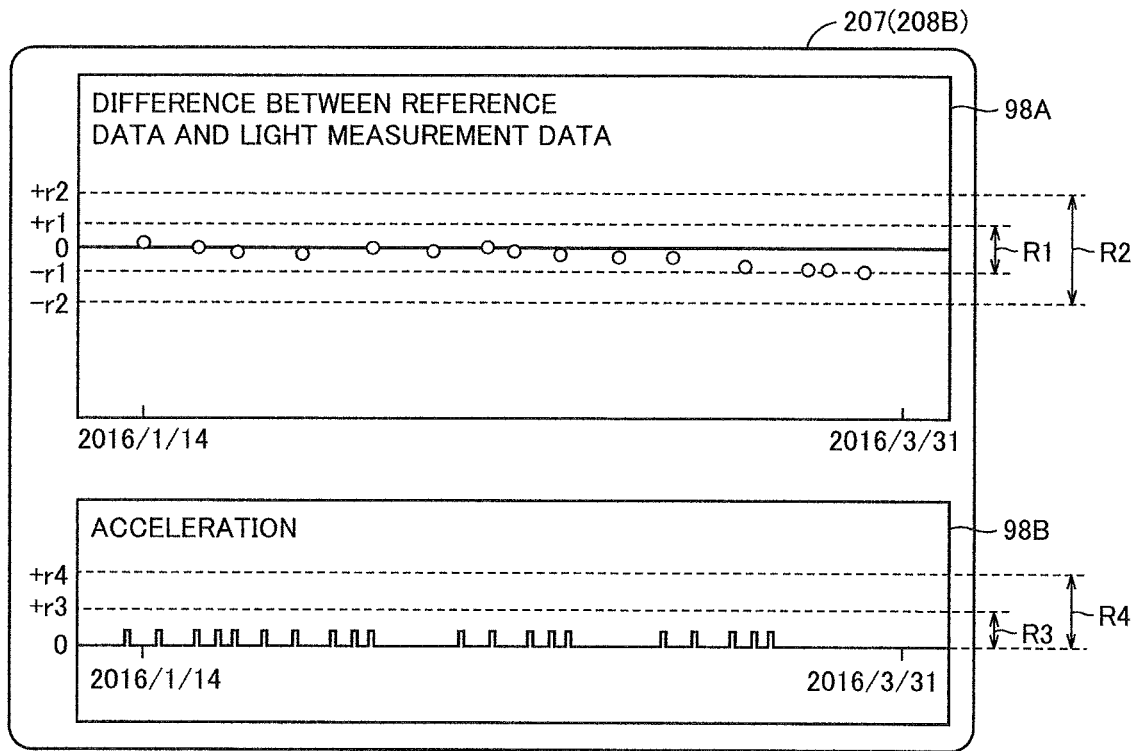 207(208B)
DIFFERENCE BETWEEN REFERENCE
DATA AND LIGHT MEASUREMENT DATA
98A
+r2
+r1
0
−r1
−r2
R1
R2
2016/1/14
2016/3/31
ACCELERATION
98B
+r4
+r3
0
R3
R4
2016/1/14
2016/3/31